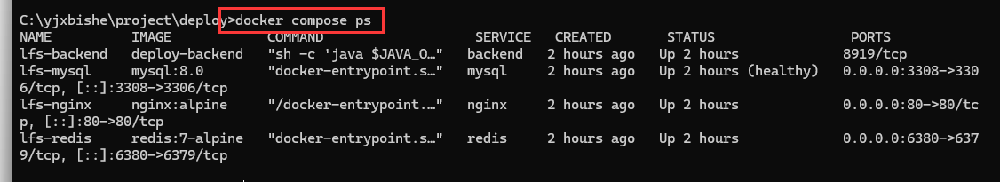 C:\yjxbishe\project\deploy>docker compose ps
NAME          IMAGE            COMMAND                  SERVICE   CREATED       STATUS                 PORTS
lfs-backend   deploy-backend   "sh -c 'java $JAVA_O…"   backend   2 hours ago   Up 2 hours             8919/tcp
lfs-mysql     mysql:8.0        "docker-entrypoint.s…"   mysql     2 hours ago   Up 2 hours (healthy)   0.0.0.0:3308->330
6/tcp, [::]:3308->3306/tcp
lfs-nginx     nginx:alpine     "/docker-entrypoint.…"   nginx     2 hours ago   Up 2 hours             0.0.0.0:80->80/tc
p, [::]:80->80/tcp
lfs-redis     redis:7-alpine   "docker-entrypoint.s…"   redis     2 hours ago   Up 2 hours             0.0.0.0:6380->637
9/tcp, [::]:6380->6379/tcp